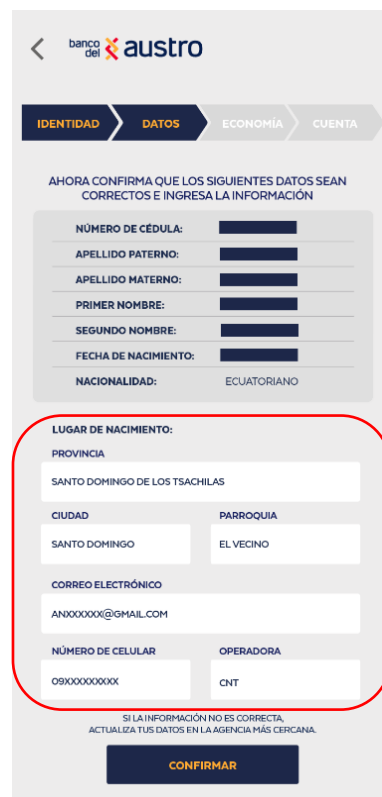 banco del austro
IDENTIDAD DATOS ECONOMÍA CUENTA
AHORA CONFIRMA QUE LOS SIGUIENTES DATOS SEAN
CORRECTOS E INGRESA LA INFORMACIÓN
NÚMERO DE CÉDULA:
APELLIDO PATERNO:
APELLIDO MATERNO:
PRIMER NOMBRE:
SEGUNDO NOMBRE:
FECHA DE NACIMIENTO:
NACIONALIDAD: ECUATORIANO
LUGAR DE NACIMIENTO:
PROVINCIA
SANTO DOMINGO DE LOS TSACHILAS
CIUDAD PARROQUIA
SANTO DOMINGO EL VECINO
CORREO ELECTRÓNICO
ANXXXXXX@GMAIL.COM
NÚMERO DE CELULAR OPERADORA
09XXXXXXXXX CNT
SI LA INFORMACIÓN NO ES CORRECTA,
ACTUALIZA TUS DATOS EN LA AGENCIA MÁS CERCANA.
CONFIRMAR